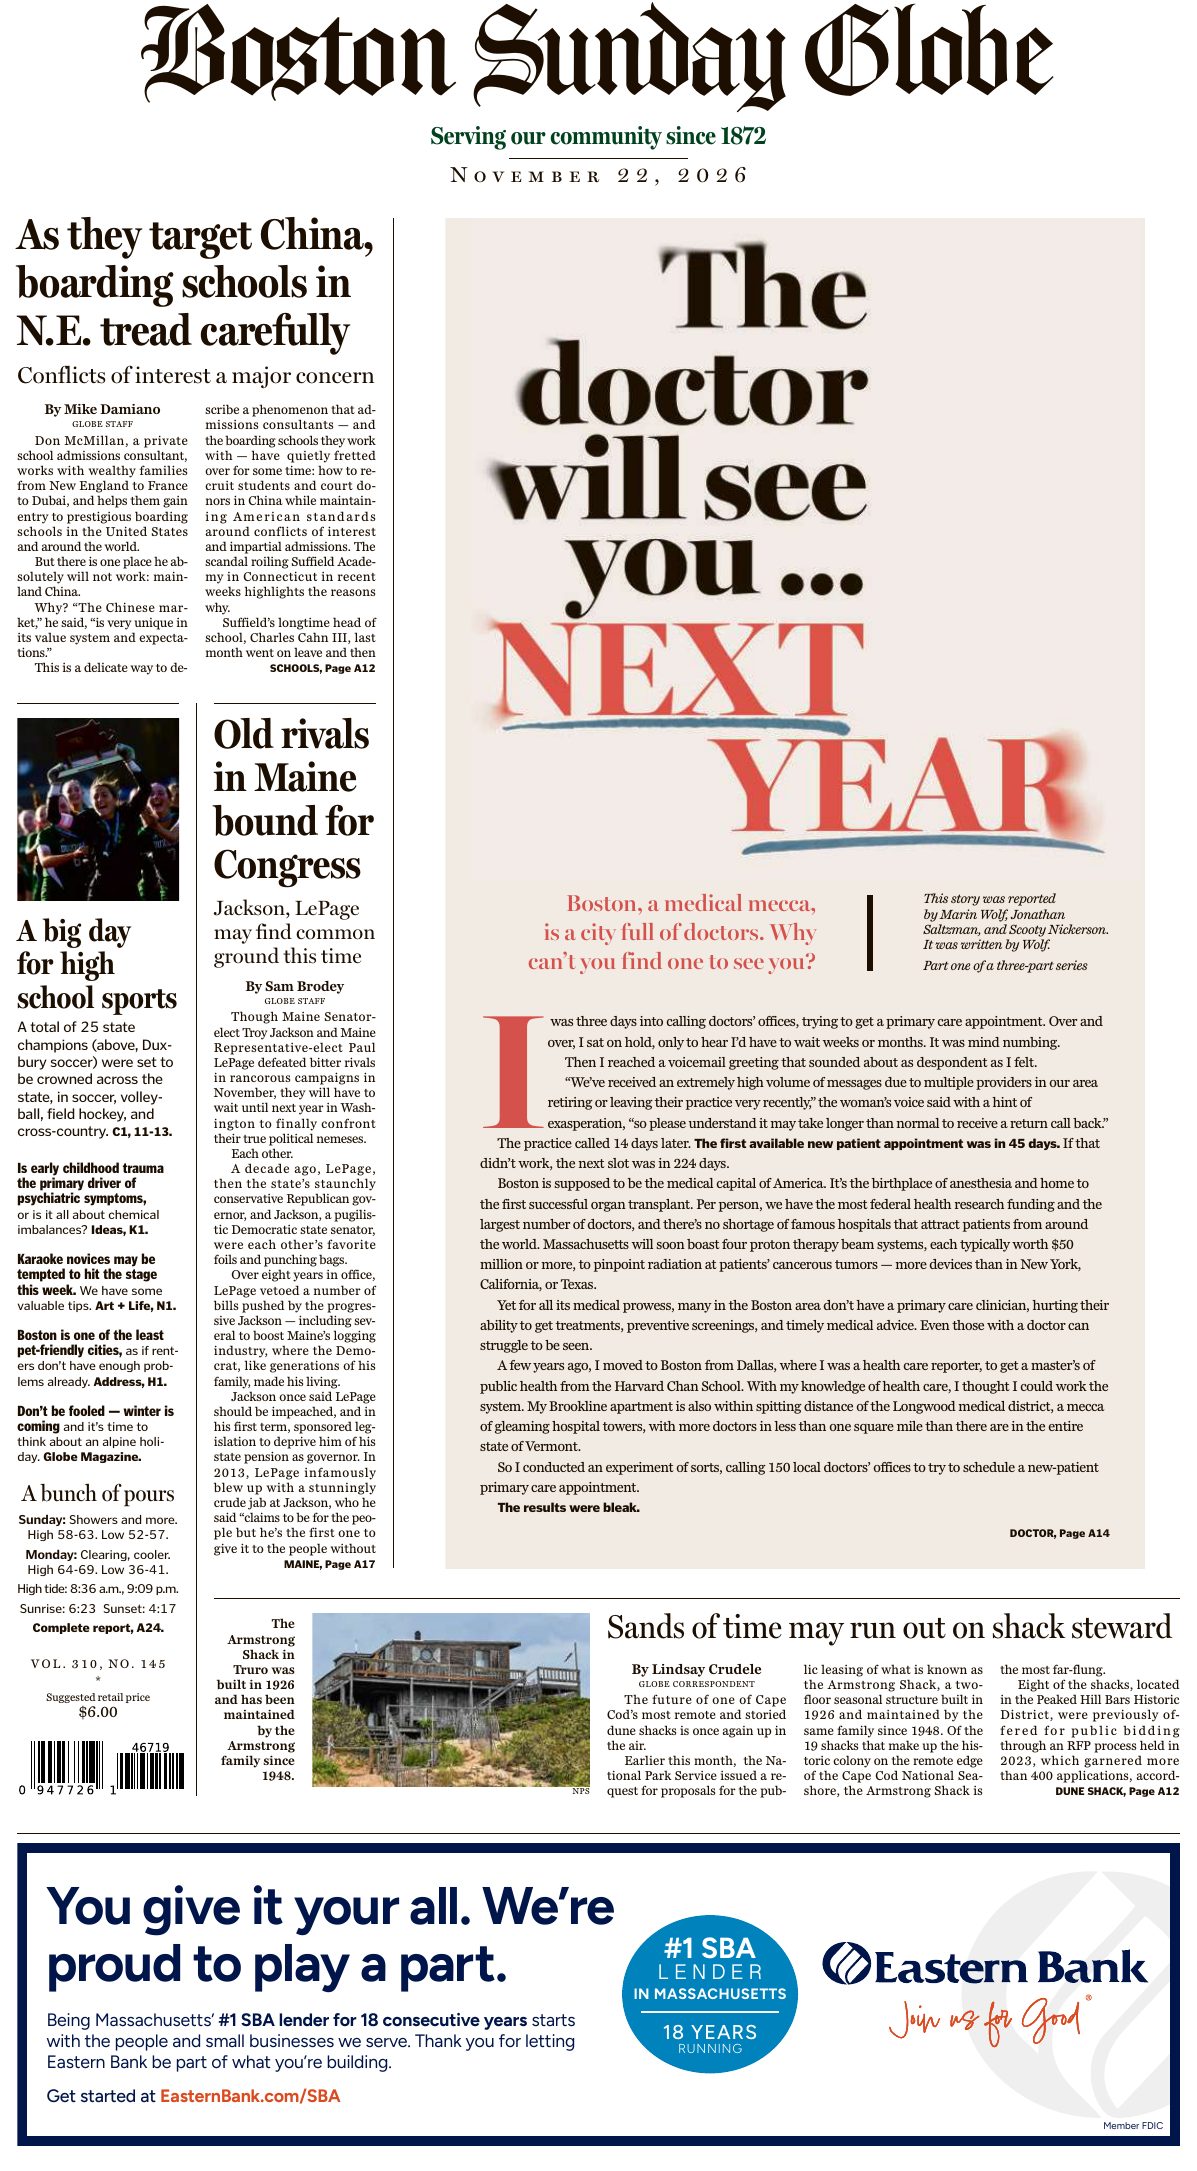 Boston Sunday Globe
Serving our community since 1872
November 22, 2026
As they target China,
boarding schools in
N.E. tread carefully
Conflicts of interest a major concern
By Mike Damiano
GLOBE STAFF
Don McMillan, a private
school admissions consultant,
works with wealthy families
from New England to France
to Dubai, and helps them gain
entry to prestigious boarding
schools in the United States
and around the world.
But there is one place he ab-
solutely will not work: main-
land China.
Why? “The Chinese mar-
ket,” he said, “is very unique in
its value system and expecta-
tions.”
This is a delicate way to de-
scribe a phenomenon that ad-
missions consultants — and
the boarding schools they work
with — have quietly fretted
over for some time: how to re-
cruit students and court do-
nors in China while maintain-
ing American standards
around conflicts of interest
and impartial admissions. The
scandal roiling Suffield Acade-
my in Connecticut in recent
weeks highlights the reasons
why.
Suffield’s longtime head of
school, Charles Cahn III, last
month went on leave and then
SCHOOLS, Page A12
A big day
for high
school sports
A total of 25 state
champions (above, Dux-
bury soccer) were set to
be crowned across the
state, in soccer, volley-
ball, field hockey, and
cross-country. C1, 11-13.
Is early childhood trauma
the primary driver of
psychiatric symptoms,
or is it all about chemical
imbalances? Ideas, K1.
Karaoke novices may be
tempted to hit the stage
this week. We have some
valuable tips. Art + Life, N1.
Boston is one of the least
pet-friendly cities, as if rent-
ers don’t have enough prob-
lems already. Address, H1.
Don’t be fooled — winter is
coming and it’s time to
think about an alpine holi-
day. Globe Magazine.
A bunch of pours
Sunday: Showers and more.
High 58-63. Low 52-57.
Monday: Clearing, cooler.
High 64-69. Low 36-41.
High tide: 8:36 a.m., 9:09 p.m.
Sunrise: 6:23 Sunset: 4:17
Complete report, A24.
VOL. 310, NO. 145
*
Suggested retail price
$6.00
46719
0 947726 1
Old rivals
in Maine
bound for
Congress
Jackson, LePage
may find common
ground this time
By Sam Brodey
GLOBE STAFF
Though Maine Senator-
elect Troy Jackson and Maine
Representative-elect Paul
LePage defeated bitter rivals
in rancorous campaigns in
November, they will have to
wait until next year in Wash-
ington to finally confront
their true political nemeses.
Each other.
A decade ago, LePage,
then the state’s staunchly
conservative Republican gov-
ernor, and Jackson, a pugilis-
tic Democratic state senator,
were each other’s favorite
foils and punching bags.
Over eight years in office,
LePage vetoed a number of
bills pushed by the progres-
sive Jackson — including sev-
eral to boost Maine’s logging
industry, where the Demo-
crat, like generations of his
family, made his living.
Jackson once said LePage
should be impeached, and in
his first term, sponsored leg-
islation to deprive him of his
state pension as governor. In
2013, LePage infamously
blew up with a stunningly
crude jab at Jackson, who he
said “claims to be for the peo-
ple but he’s the first one to
give it to the people without
MAINE, Page A17
The
doctor
will see
you ...
NEXT
YEAR
Boston, a medical mecca,
is a city full of doctors. Why
can’t you find one to see you?
This story was reported
by Marin Wolf, Jonathan
Saltzman, and Scooty Nickerson.
It was written by Wolf.
Part one of a three-part series
I was three days into calling doctors’ offices, trying to get a primary care appointment. Over and
over, I sat on hold, only to hear I’d have to wait weeks or months. It was mind numbing.
Then I reached a voicemail greeting that sounded about as despondent as I felt.
“We’ve received an extremely high volume of messages due to multiple providers in our area
retiring or leaving their practice very recently,” the woman’s voice said with a hint of
exasperation, “so please understand it may take longer than normal to receive a return call back.”
The practice called 14 days later. The first available new patient appointment was in 45 days. If that
didn’t work, the next slot was in 224 days.
Boston is supposed to be the medical capital of America. It’s the birthplace of anesthesia and home to
the first successful organ transplant. Per person, we have the most federal health research funding and the
largest number of doctors, and there’s no shortage of famous hospitals that attract patients from around
the world. Massachusetts will soon boast four proton therapy beam systems, each typically worth $50
million or more, to pinpoint radiation at patients’ cancerous tumors — more devices than in New York,
California, or Texas.
Yet for all its medical prowess, many in the Boston area don’t have a primary care clinician, hurting their
ability to get treatments, preventive screenings, and timely medical advice. Even those with a doctor can
struggle to be seen.
A few years ago, I moved to Boston from Dallas, where I was a health care reporter, to get a master’s of
public health from the Harvard Chan School. With my knowledge of health care, I thought I could work the
system. My Brookline apartment is also within spitting distance of the Longwood medical district, a mecca
of gleaming hospital towers, with more doctors in less than one square mile than there are in the entire
state of Vermont.
So I conducted an experiment of sorts, calling 150 local doctors’ offices to try to schedule a new-patient
primary care appointment.
The results were bleak.
DOCTOR, Page A14
The
Armstrong
Shack in
Truro was
built in 1926
and has been
maintained
by the
Armstrong
family since
1948.
NPS
Sands of time may run out on shack steward
By Lindsay Crudele
GLOBE CORRESPONDENT
The future of one of Cape
Cod’s most remote and storied
dune shacks is once again up in
the air.
Earlier this month, the Na-
tional Park Service issued a re-
quest for proposals for the pub-
lic leasing of what is known as
the Armstrong Shack, a two-
floor seasonal structure built in
1926 and maintained by the
same family since 1948. Of the
19 shacks that make up the his-
toric colony on the remote edge
of the Cape Cod National Sea-
shore, the Armstrong Shack is
the most far-flung.
Eight of the shacks, located
in the Peaked Hill Bars Historic
District, were previously of-
fered for public bidding
through an RFP process held in
2023, which garnered more
than 400 applications, accord-
DUNE SHACK, Page A12
You give it your all. We’re
proud to play a part.
Being Massachusetts’ #1 SBA lender for 18 consecutive years starts
with the people and small businesses we serve. Thank you for letting
Eastern Bank be part of what you’re building.
Get started at EasternBank.com/SBA
#1 SBA
LENDER
IN MASSACHUSETTS
18 YEARS
RUNNING
Eastern Bank
Join us for Good®
Member FDIC